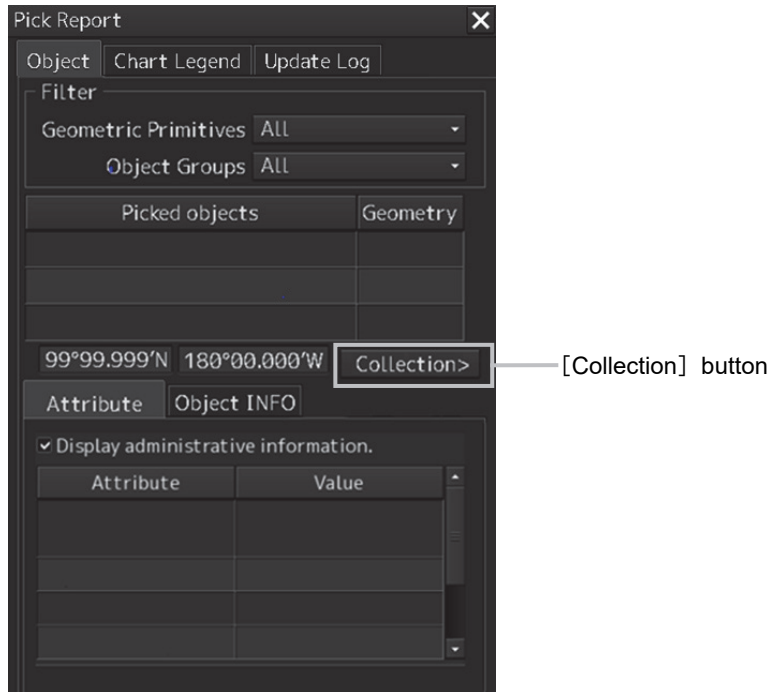 Pick Report
Object Chart Legend Update Log
Filter
Geometric Primitives All
Object Groups All
Picked objects Geometry
99°99.999′N 180°00.000′W Collection> [Collection] button
Attribute Object INFO
Display administrative information.
Attribute Value